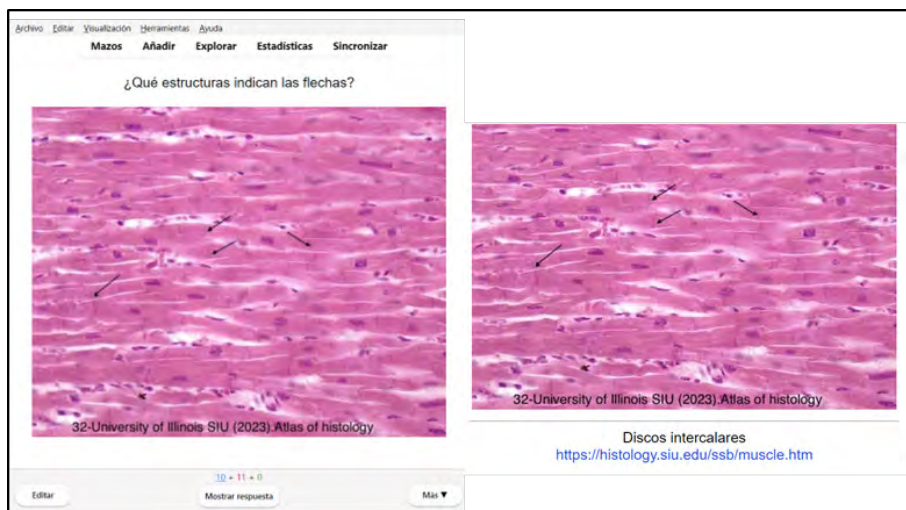 Archivo Editar Visualización Herramientas Ayuda
Mazos Añadir Explorar Estadísticas Sincronizar
¿Qué estructuras indican las flechas?
32-University of Illinois SIU (2023).Atlas of histology
10 + 11 + 0
Editar Mostrar respuesta Más ▼
32-University of Illinois SIU (2023).Atlas of histology
Discos intercalares
https://histology.siu.edu/ssb/muscle.htm